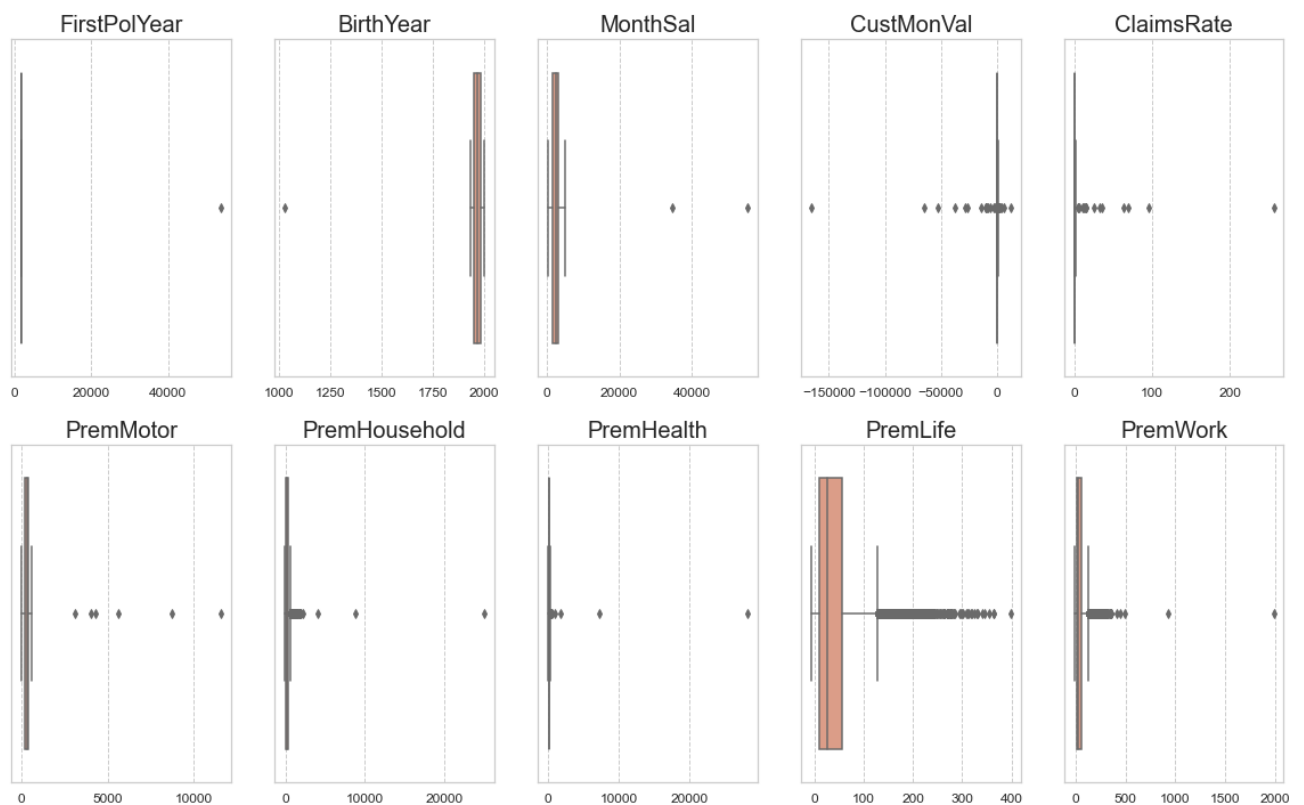 FirstPolYear BirthYear MonthSal CustMonVal ClaimsRate
0 20000 40000 1000 1250 1500 1750 2000 0 20000 40000 −150000 −100000 −50000 0 0 100 200
PremMotor PremHousehold PremHealth PremLife PremWork
0 5000 10000 0 10000 20000 0 10000 20000 0 100 200 300 400 0 500 1000 1500 2000